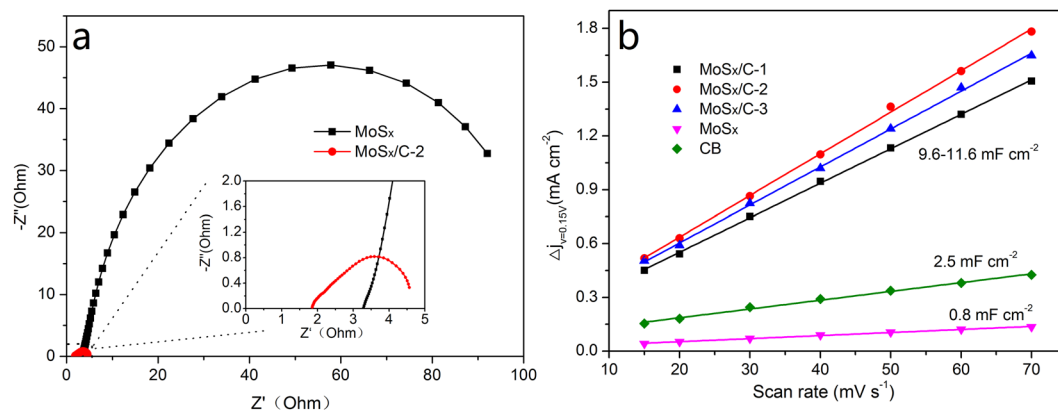 a
50
40
30
20
10
0
-Z''(Ohm)
0
20
40
60
80
100
Z' (Ohm)
MoSx
MoSx/C-2
2.0
1.6
1.2
0.8
0.4
0.0
-Z''(Ohm)
0
1
2
3
4
5
Z' (Ohm)
b
1.8
1.5
1.2
0.9
0.6
0.3
0.0
Δj v=0.15V (mA cm⁻²)
MoSx/C-1
MoSx/C-2
MoSx/C-3
MoSx
CB
9.6-11.6 mF cm⁻²
2.5 mF cm⁻²
0.8 mF cm⁻²
20
30
40
50
60
70
Scan rate (mV s⁻¹)